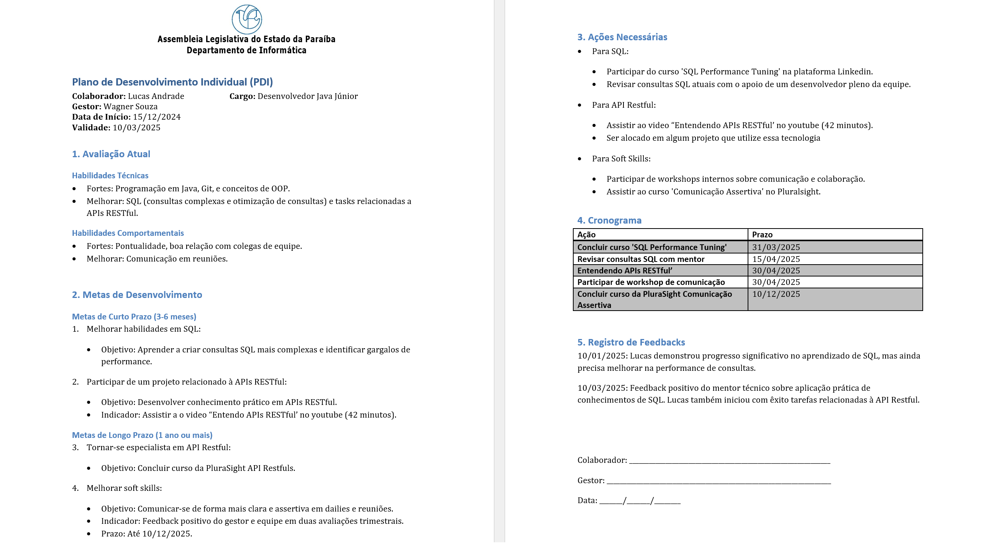 Assembleia Legislativa do Estado da Paraíba
Departamento de Informática
Plano de Desenvolvimento Individual (PDI)
Colaborador: Lucas Andrade Cargo: Desenvolvedor Java Júnior
Gestor: Wagner Souza
Data de Início: 15/12/2024
Validade: 10/03/2025
1. Avaliação Atual
Habilidades Técnicas
• Fortes: Programação em Java, Git, e conceitos de OOP.
• Melhorar: SQL (consultas complexas e otimização de consultas) e tasks relacionadas a
APIs RESTful.
Habilidades Comportamentais
• Fortes: Pontualidade, boa relação com colegas de equipe.
• Melhorar: Comunicação em reuniões.
2. Metas de Desenvolvimento
Metas de Curto Prazo (3-6 meses)
1. Melhorar habilidades em SQL:
• Objetivo: Aprender a criar consultas SQL mais complexas e identificar gargalos de
performance.
2. Participar de um projeto relacionado à APIs RESTful:
• Objetivo: Desenvolver conhecimento prático em APIs RESTful.
• Indicador: Assistir a o video “Entendo APIs RESTful’ no youtube (42 minutos).
Metas de Longo Prazo (1 ano ou mais)
3. Tornar-se especialista em API Restful:
• Objetivo: Concluir curso da PluraSight API Restfuls.
4. Melhorar soft skills:
• Objetivo: Comunicar-se de forma mais clara e assertiva em dailies e reuniões.
• Indicador: Feedback positivo do gestor e equipe em duas avaliações trimestrais.
• Prazo: Até 10/12/2025.
3. Ações Necessárias
• Para SQL:
• Participar do curso 'SQL Performance Tuning' na plataforma Linkedin.
• Revisar consultas SQL atuais com o apoio de um desenvolvedor pleno da equipe.
• Para API Restful:
• Assistir ao video “Entendendo APIs RESTful’ no youtube (42 minutos).
• Ser alocado em algum projeto que utilize essa tecnologia
• Para Soft Skills:
• Participar de workshops internos sobre comunicação e colaboração.
• Assistir ao curso 'Comunicação Assertiva' no Pluralsight.
4. Cronograma
Ação Prazo
Concluir curso 'SQL Performance Tuning' 31/03/2025
Revisar consultas SQL com mentor 15/04/2025
Entendendo APIs RESTful’ 30/04/2025
Participar de workshop de comunicação 30/04/2025
Concluir curso da PluraSight Comunicação 10/12/2025
Assertiva
5. Registro de Feedbacks
10/01/2025: Lucas demonstrou progresso significativo no aprendizado de SQL, mas ainda
precisa melhorar na performance de consultas.
10/03/2025: Feedback positivo do mentor técnico sobre aplicação prática de
conhecimentos de SQL. Lucas também iniciou com êxito tarefas relacionadas à API Restful.
Colaborador: ____________________
Gestor: ____________________
Data: ______/______/_______